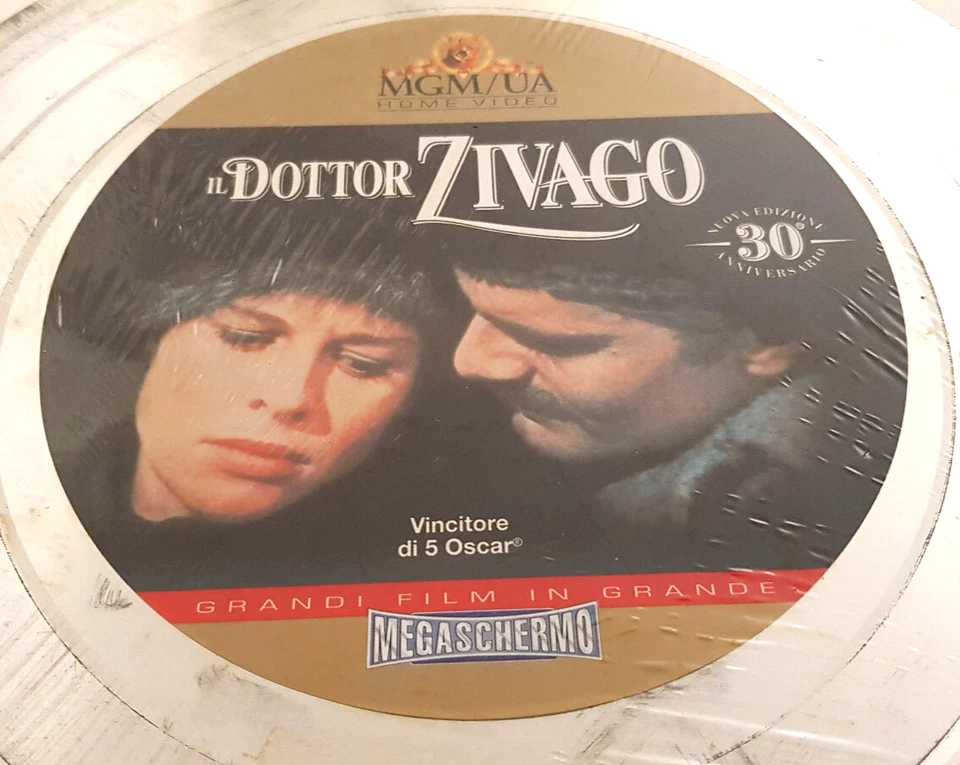 MGM/UA
HOME VIDEO
IL DOTTOR ZIVAGO
NUOVA EDIZIONE
30°
ANNIVERSARIO
Vincitore
di 5 Oscar®
GRANDI FILM IN GRANDE
MEGASCHERMO